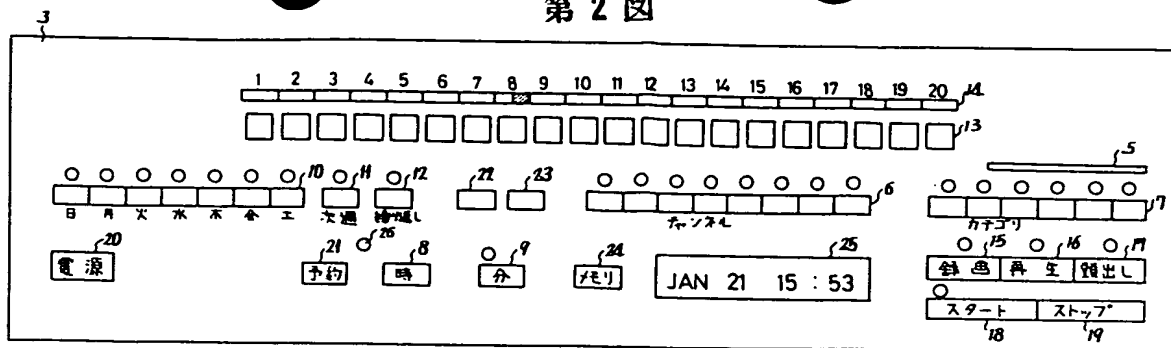 第2図
3
1 2 3 4 5 6 7 8 9 10 11 12 13 14 15 16 17 18 19 20
14
13
5
10 11 12 22 23 6 7
日 月 火 水 木 金 土 次週 繰返し チャンネル カテゴリ
20 21 26 8 9 24 25 15 16 17
電源 予約 時 分 メモリ JAN 21 15:53 録画 再生 頭出し
スタート ストップ
18 19